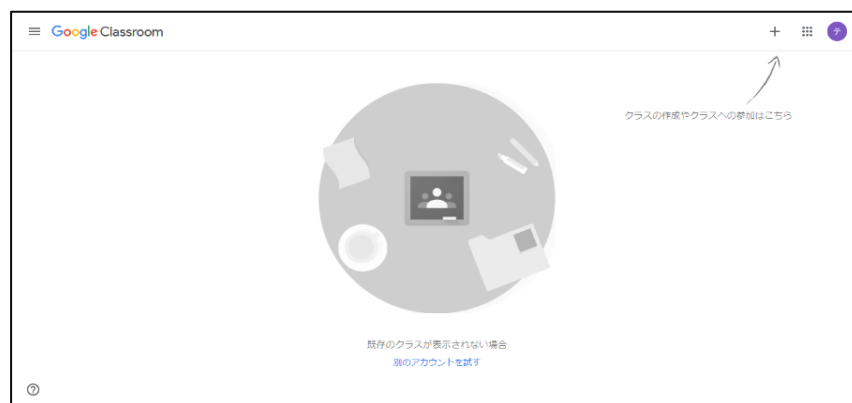 Google Classroom
テ
クラスの作成やクラスへの参加はこちら
既存のクラスが表示されない場合
別のアカウントを試す